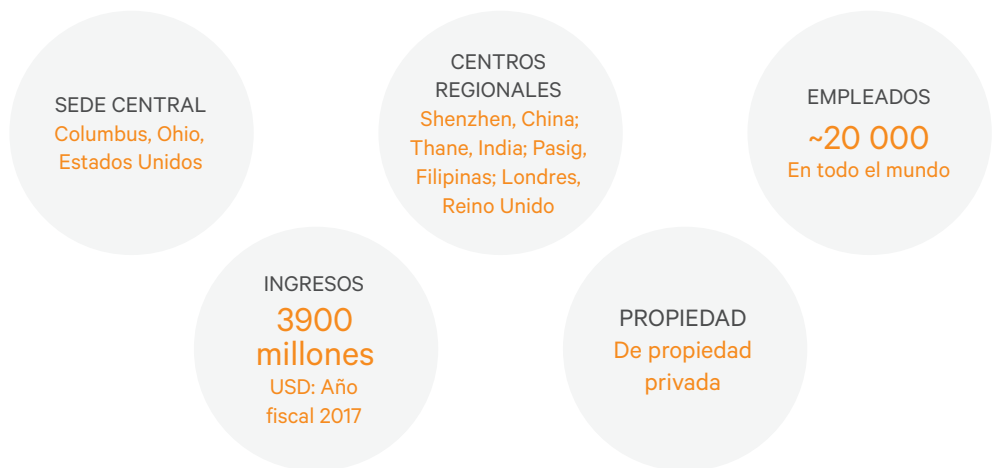 SEDE CENTRAL
Columbus, Ohio,
Estados Unidos
CENTROS
REGIONALES
Shenzhen, China;
Thane, India; Pasig,
Filipinas; Londres,
Reino Unido
EMPLEADOS
~20 000
En todo el mundo
INGRESOS
3900
millones
USD: Año
fiscal 2017
PROPIEDAD
De propiedad
privada